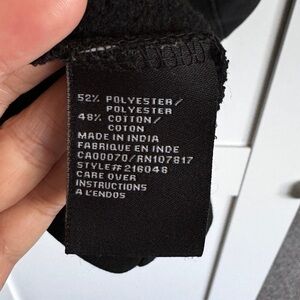 52% POLYESTER/
POLYESTER
48% COTTON/
COTON
MADE IN INDIA
FABRIQUE EN INDE
CA00070/RN107817
STYLE# 216048
CARE OVER
INSTRUCTIONS
A L'ENDOS